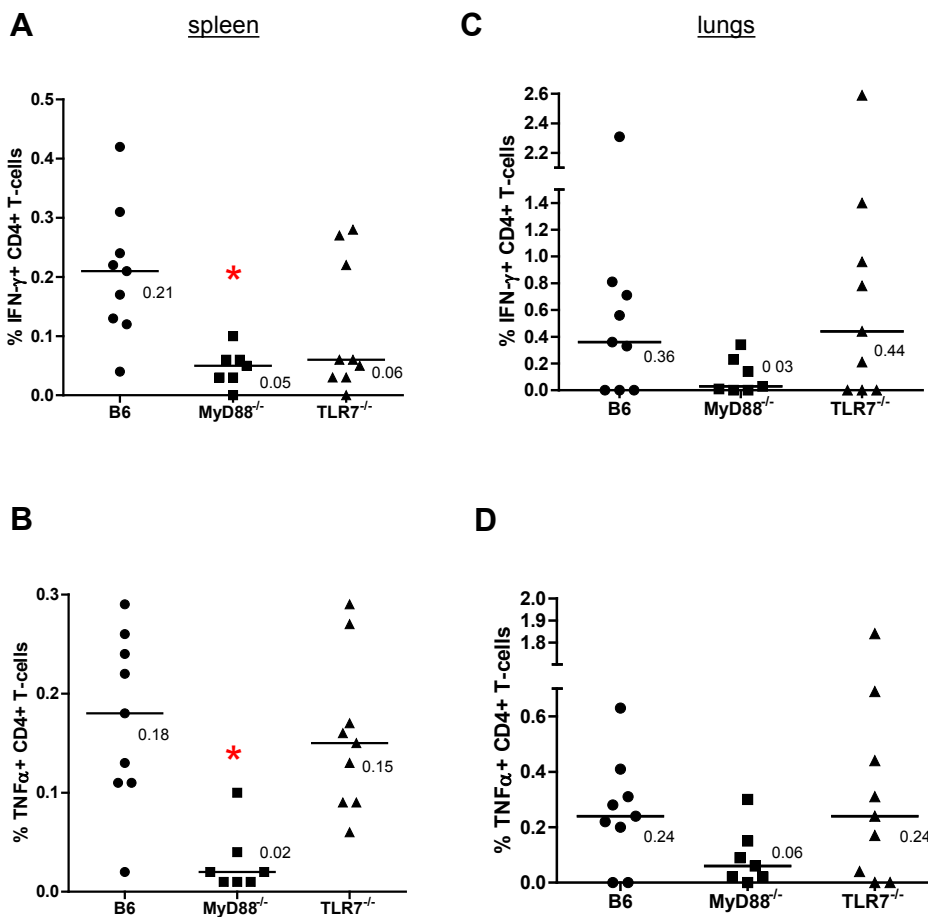 A
spleen
% IFN-γ+ CD4+ T-cells
0.5
0.4
0.3
0.2
0.1
0.0
0.21
*
0.05
0.06
B6
MyD88-/-
TLR7-/-
C
lungs
% IFN-γ+ CD4+ T-cells
2.6
2.4
2.2
1.4
1.2
1.0
0.8
0.6
0.4
0.2
0.0
0.36
0 03
0.44
B6
MyD88-/-
TLR7-/-
B
% TNFα+ CD4+ T-cells
0.3
0.2
0.1
0.0
0.18
*
0.02
0.15
B6
MyD88-/-
TLR7-/-
D
% TNFα+ CD4+ T-cells
2.0
1.8
0.6
0.4
0.2
0.0
0.24
0.06
0.24
B6
MyD88-/-
TLR7-/-